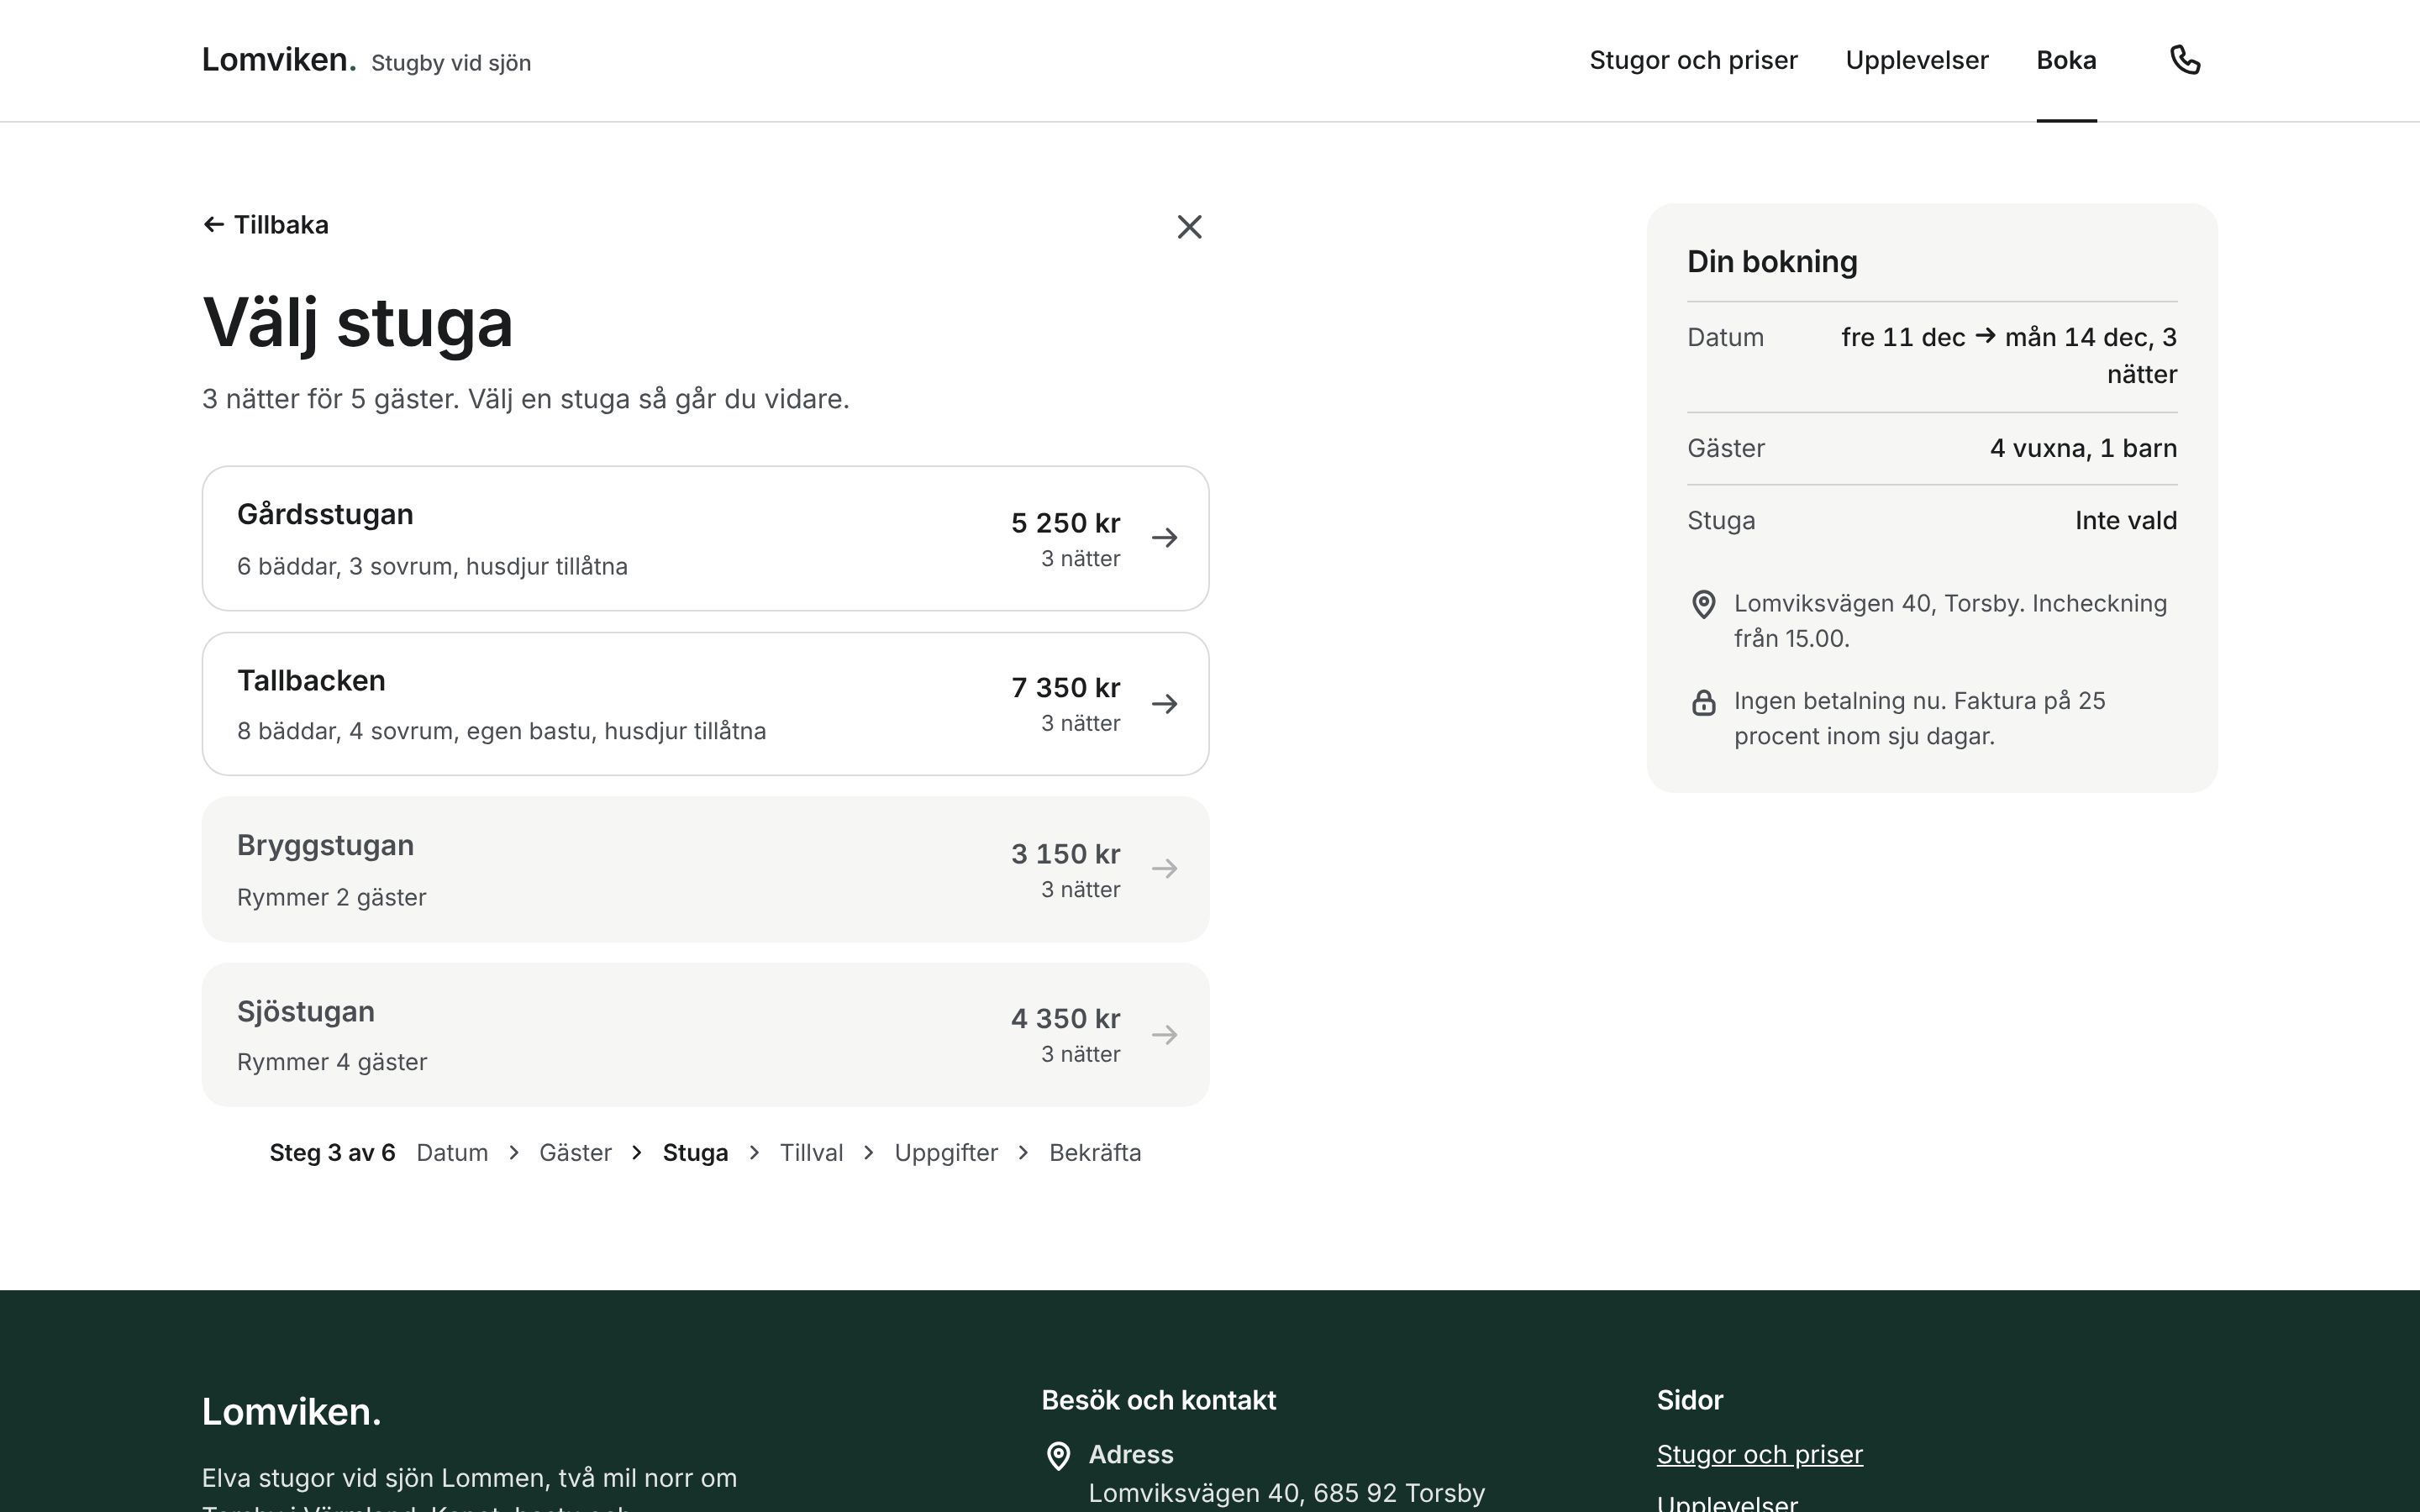 Lomviken. Stugby vid sjön
Stugor och priser Upplevelser Boka
Tillbaka
Välj stuga
3 nätter för 5 gäster. Välj en stuga så går du vidare.
Gårdsstugan
6 bäddar, 3 sovrum, husdjur tillåtna
5 250 kr
3 nätter
Tallbacken
8 bäddar, 4 sovrum, egen bastu, husdjur tillåtna
7 350 kr
3 nätter
Bryggstugan
Rymmer 2 gäster
3 150 kr
3 nätter
Sjöstugan
Rymmer 4 gäster
4 350 kr
3 nätter
Steg 3 av 6 Datum > Gäster > Stuga > Tillval > Uppgifter > Bekräfta
Din bokning
Datum fre 11 dec → mån 14 dec, 3
nätter
Gäster 4 vuxna, 1 barn
Stuga Inte vald
Lomviksvägen 40, Torsby. Incheckning
från 15.00.
Ingen betalning nu. Faktura på 25
procent inom sju dagar.
Lomviken.
Elva stugor vid sjön Lommen, två mil norr om
Besök och kontakt
Adress
Lomviksvägen 40, 685 92 Torsby
Sidor
Stugor och priser
Upplevelser